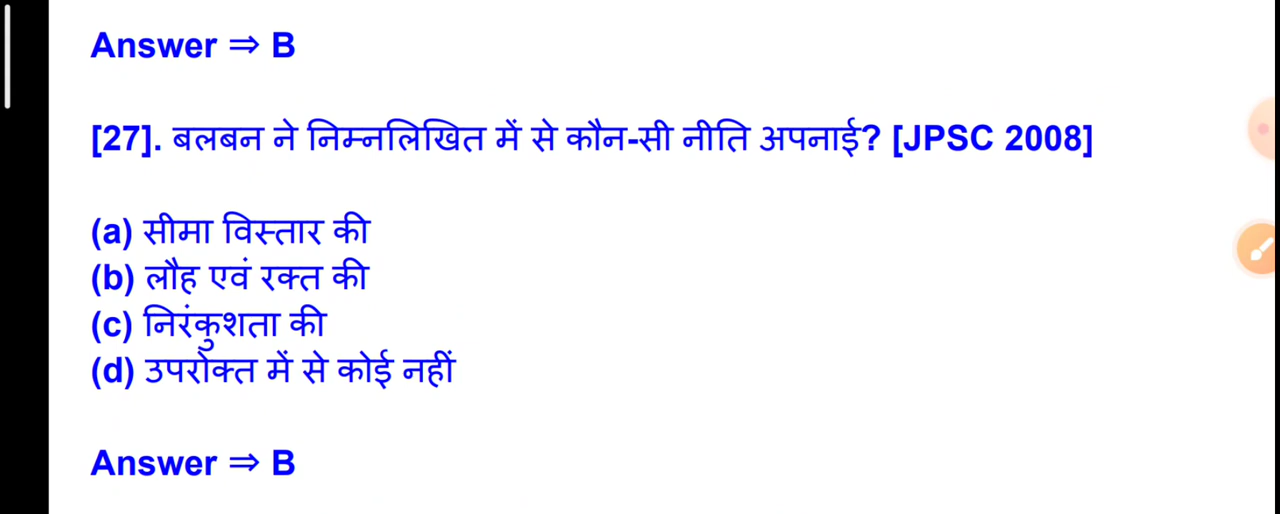 Answer ⇒ B
[27]. बलबन ने निम्नलिखित में से कौन-सी नीति अपनाई? [JPSC 2008]
(a) सीमा विस्तार की
(b) लौह एवं रक्त की
(c) निरंकुशता की
(d) उपरोक्त में से कोई नहीं
Answer ⇒ B